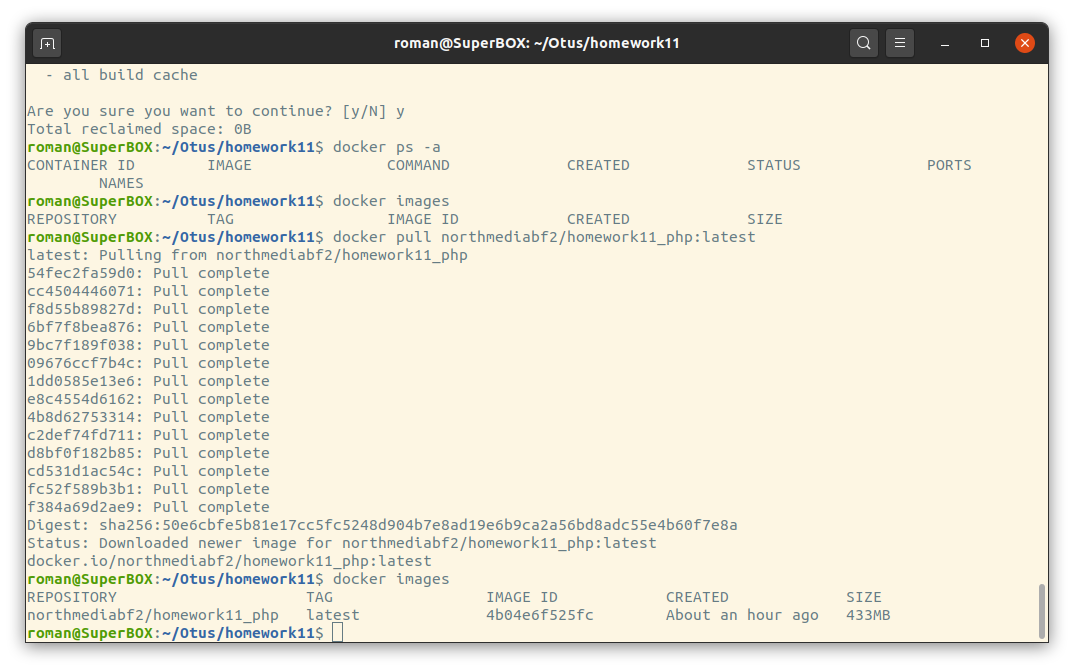 roman@SuperBOX: ~/Otus/homework11
- all build cache
Are you sure you want to continue? [y/N] y
Total reclaimed space: 0B
roman@SuperBOX:~/Otus/homework11$ docker ps -a
CONTAINER ID        IMAGE               COMMAND             CREATED             STATUS              PORTS
        NAMES
roman@SuperBOX:~/Otus/homework11$ docker images
REPOSITORY          TAG                 IMAGE ID            CREATED             SIZE
roman@SuperBOX:~/Otus/homework11$ docker pull northmediabf2/homework11_php:latest
latest: Pulling from northmediabf2/homework11_php
54fec2fa59d0: Pull complete
cc4504446071: Pull complete
f8d55b89827d: Pull complete
6bf7f8bea876: Pull complete
9bc7f189f038: Pull complete
09676ccf7b4c: Pull complete
1dd0585e13e6: Pull complete
e8c4554d6162: Pull complete
4b8d62753314: Pull complete
c2def74fd711: Pull complete
d8bf0f182b85: Pull complete
cd531d1ac54c: Pull complete
fc52f589b3b1: Pull complete
f384a69d2ae9: Pull complete
Digest: sha256:50e6cbfe5b81e17cc5fc5248d904b7e8ad19e6b9ca2a56bd8adc55e4b60f7e8a
Status: Downloaded newer image for northmediabf2/homework11_php:latest
docker.io/northmediabf2/homework11_php:latest
roman@SuperBOX:~/Otus/homework11$ docker images
REPOSITORY                     TAG                 IMAGE ID            CREATED             SIZE
northmediabf2/homework11_php   latest              4b04e6f525fc        About an hour ago   433MB
roman@SuperBOX:~/Otus/homework11$